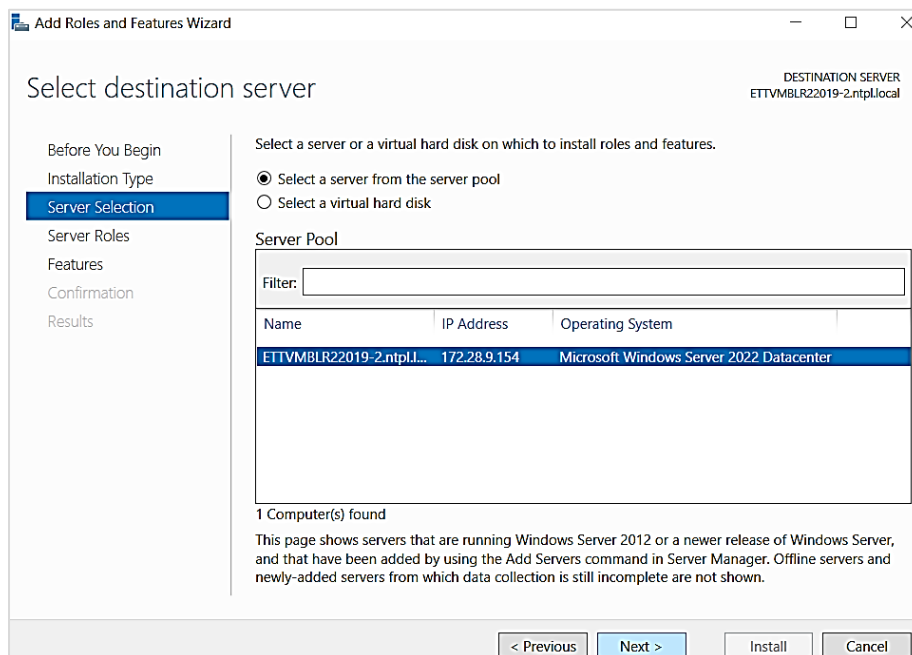 Add Roles and Features Wizard
Select destination server
DESTINATION SERVER
ETTVMBLR22019-2.ntpl.local
Before You Begin
Installation Type
Server Selection
Server Roles
Features
Confirmation
Results
Select a server or a virtual hard disk on which to install roles and features.
Select a server from the server pool
Select a virtual hard disk
Server Pool
Filter:
Name IP Address Operating System
ETTVMBLR22019-2.ntpl.l... 172.28.9.154 Microsoft Windows Server 2022 Datacenter
1 Computer(s) found
This page shows servers that are running Windows Server 2012 or a newer release of Windows Server,
and that have been added by using the Add Servers command in Server Manager. Offline servers and
newly-added servers from which data collection is still incomplete are not shown.
< Previous Next > Install Cancel